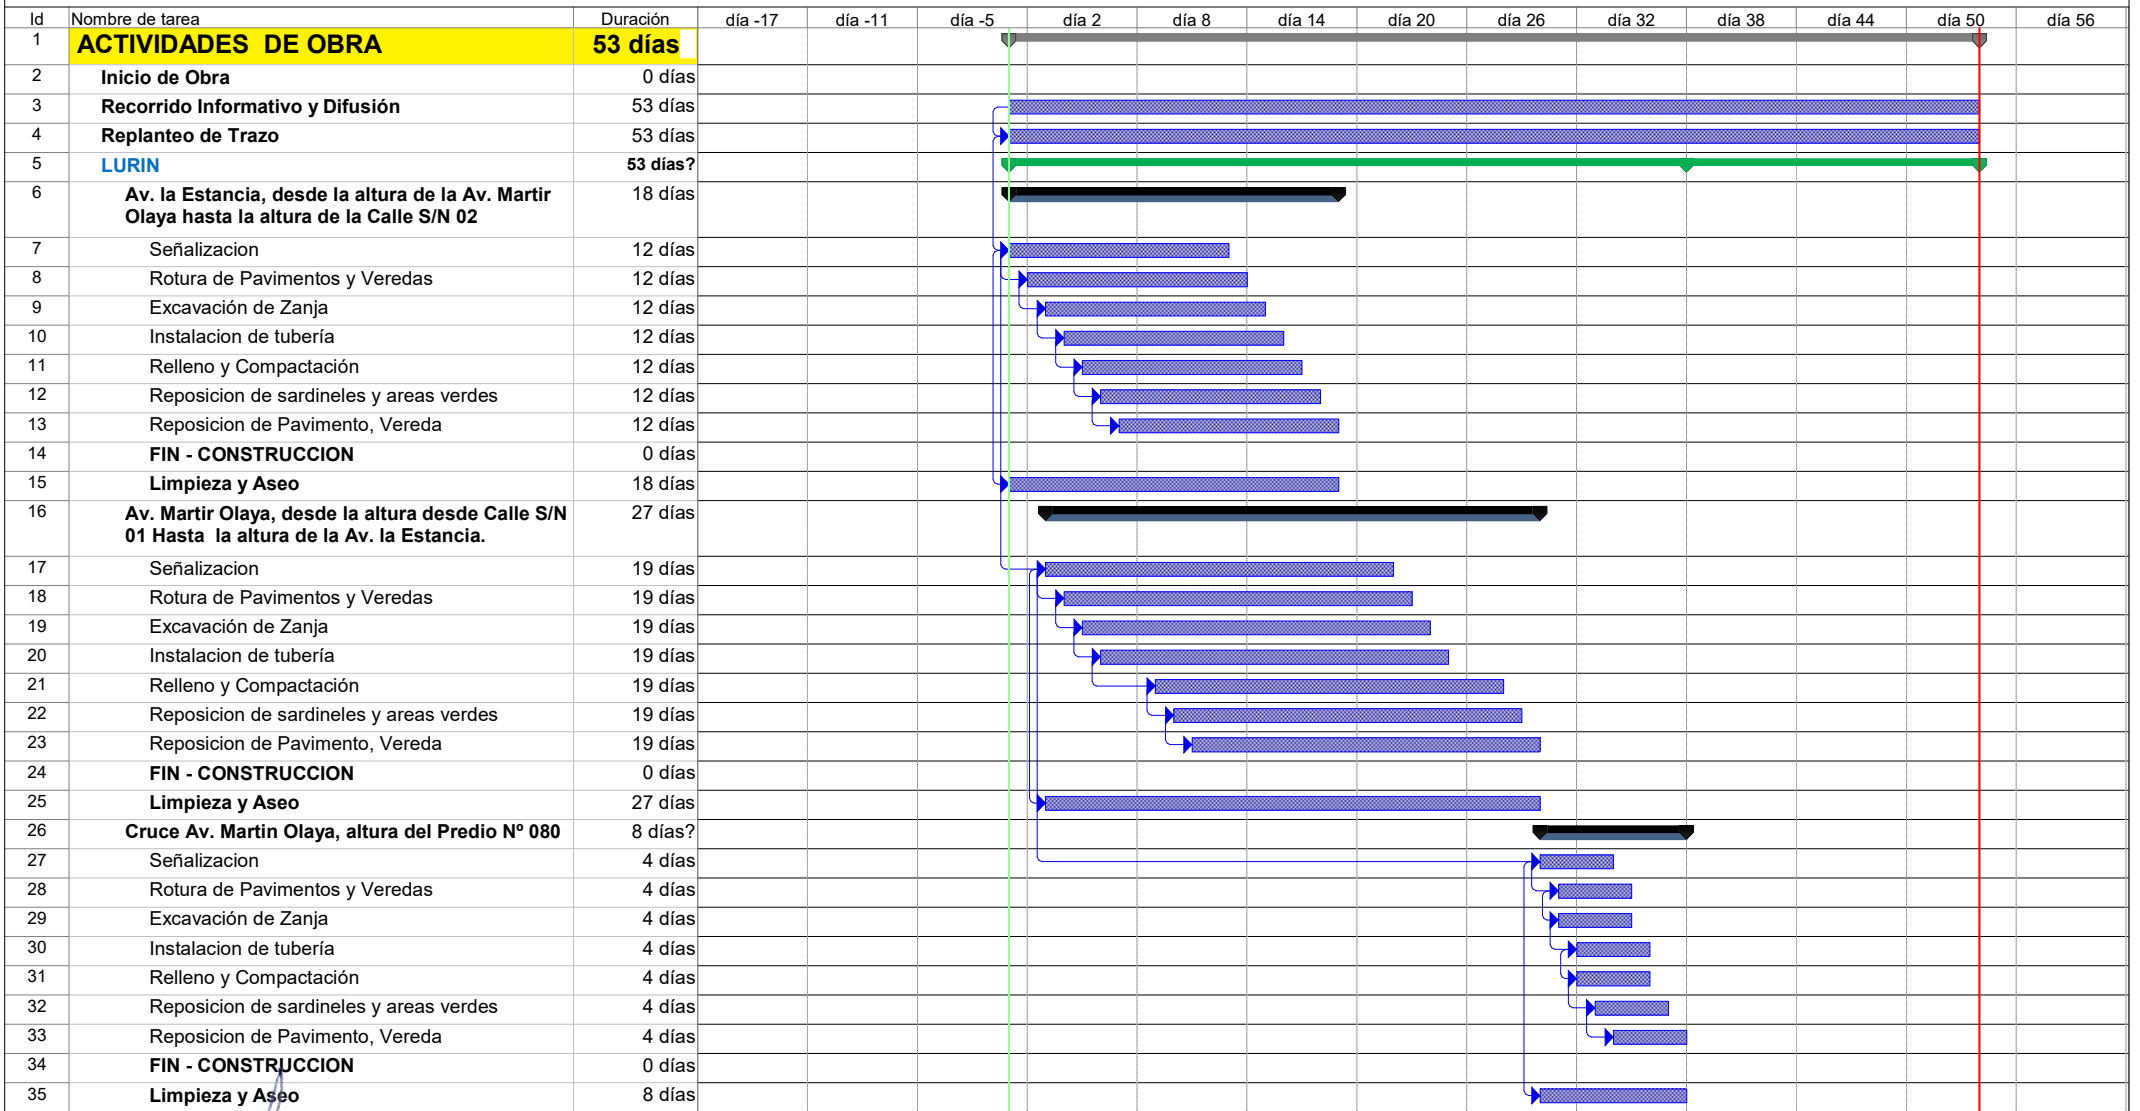 Id Nombre de tarea Duración día -17 día -11 día -5 día 2 día 8 día 14 día 20 día 26 día 32 día 38 día 44 día 50 día 56
1 ACTIVIDADES DE OBRA 53 días
2 Inicio de Obra 0 días
3 Recorrido Informativo y Difusión 53 días
4 Replanteo de Trazo 53 días
5 LURIN 53 días?
6 Av. la Estancia, desde la altura de la Av. Martir 18 días
Olaya hasta la altura de la Calle S/N 02
7 Señalizacion 12 días
8 Rotura de Pavimentos y Veredas 12 días
9 Excavación de Zanja 12 días
10 Instalacion de tubería 12 días
11 Relleno y Compactación 12 días
12 Reposicion de sardineles y areas verdes 12 días
13 Reposicion de Pavimento, Vereda 12 días
14 FIN - CONSTRUCCION 0 días
15 Limpieza y Aseo 18 días
16 Av. Martir Olaya, desde la altura desde Calle S/N 27 días
01 Hasta la altura de la Av. la Estancia.
17 Señalizacion 19 días
18 Rotura de Pavimentos y Veredas 19 días
19 Excavación de Zanja 19 días
20 Instalacion de tubería 19 días
21 Relleno y Compactación 19 días
22 Reposicion de sardineles y areas verdes 19 días
23 Reposicion de Pavimento, Vereda 19 días
24 FIN - CONSTRUCCION 0 días
25 Limpieza y Aseo 27 días
26 Cruce Av. Martin Olaya, altura del Predio Nº 080 8 días?
27 Señalizacion 4 días
28 Rotura de Pavimentos y Veredas 4 días
29 Excavación de Zanja 4 días
30 Instalacion de tubería 4 días
31 Relleno y Compactación 4 días
32 Reposicion de sardineles y areas verdes 4 días
33 Reposicion de Pavimento, Vereda 4 días
34 FIN - CONSTRUCCION 0 días
35 Limpieza y Aseo 8 días